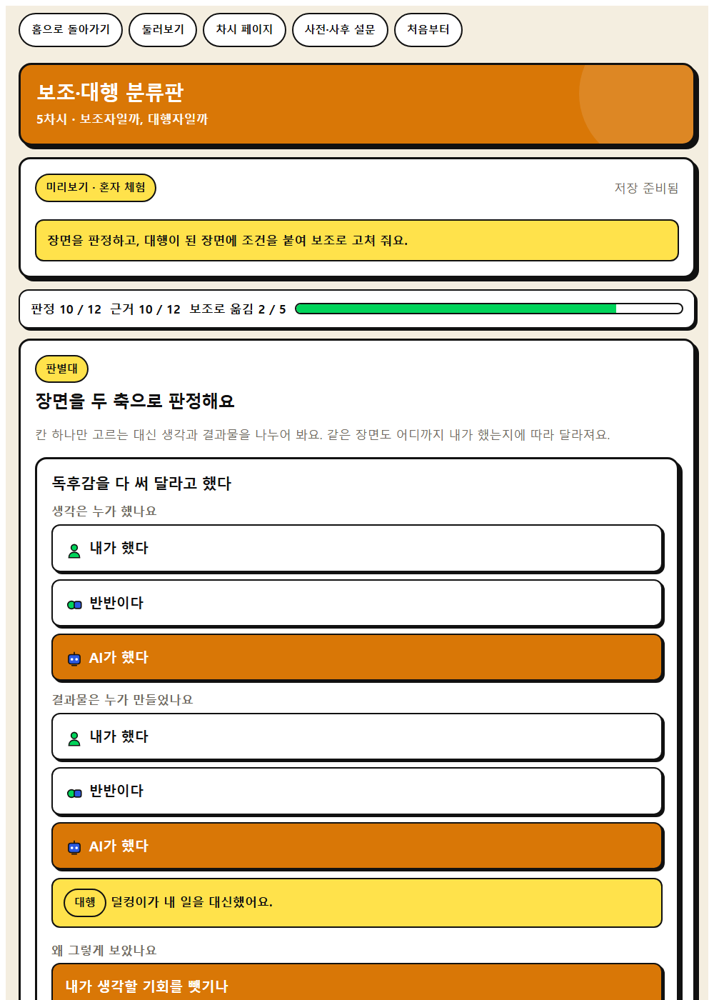 홈으로 돌아가기
둘러보기
차시 페이지
사전·사후 설문
처음부터
보조·대행 분류판
5차시 · 보조자일까, 대행자일까
미리보기 · 혼자 체험
저장 준비됨
장면을 판정하고, 대행이 된 장면에 조건을 붙여 보조로 고쳐 줘요.
판정 10 / 12 근거 10 / 12 보조로 옮김 2 / 5
판별대
장면을 두 축으로 판정해요
칸 하나만 고르는 대신 생각과 결과물을 나누어 봐요. 같은 장면도 어디까지 내가 했는지에 따라 달라져요.
독후감을 다 써 달라고 했다
생각은 누가 했나요
내가 했다
반반이다
AI가 했다
결과물은 누가 만들었나요
내가 했다
반반이다
AI가 했다
대행 덜컹이가 내 일을 대신했어요.
왜 그렇게 보았나요
내가 생각할 기회를 뺏기나